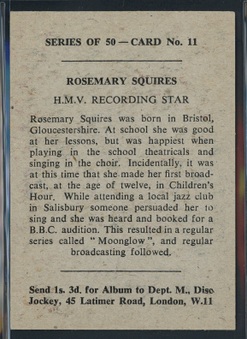 SERIES OF 50 — CARD No. 11
ROSEMARY SQUIRES
H.M.V. RECORDING STAR
Rosemary Squires was born in Bristol,
Gloucestershire. At school she was good
at her lessons, but was happiest when
playing in the school theatricals and
singing in the choir. Incidentally, it was
at this time that she made her first broad-
cast, at the age of twelve, in Children's
Hour. While attending a local jazz club
in Salisbury someone persuaded her to
sing and she was heard and booked for a
B.B.C. audition. This resulted in a regular
series called "Moonglow", and regular
broadcasting followed.
Send 1s. 3d. for Album to Dept. M., Disc
Jockey, 45 Latimer Road, London, W.11